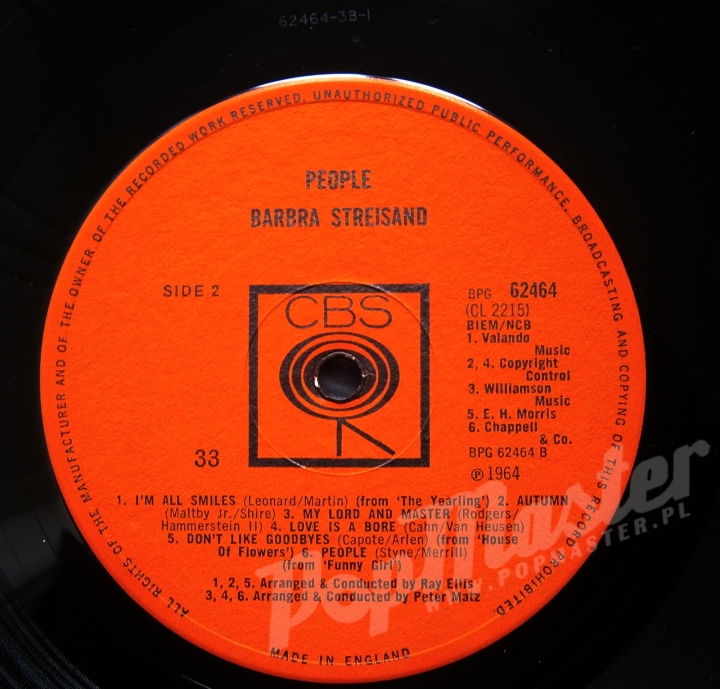 62464-3B-1
ALL RIGHTS OF THE MANUFACTURER AND OF THE OWNER OF THE RECORDED WORK RESERVED. UNAUTHORIZED PUBLIC PERFORMANCE, BROADCASTING AND COPYING OF THIS RECORD PROHIBITED.
PEOPLE
BARBRA STREISAND
SIDE 2
CBS
33
BPG 62464
(CL 2215)
BIEM/NCB
1. Valando
Music
2, 4. Copyright
Control
3. Williamson
Music
5. E. H. Morris
6. Chappell
& Co.
BPG 62464 B
℗ 1964
1. I'M ALL SMILES (Leonard/Martin) (from 'The Yearling') 2. AUTUMN
(Maltby Jr./Shire) 3. MY LORD AND MASTER (Rodgers/
Hammerstein II) 4. LOVE IS A BORE (Cahn Van Heusen)
5. DON'T LIKE GOODBYES (Capote/Arlen) (from 'House
Of Flowers') 6. PEOPLE (Styne/Merrill)
(from 'Funny Girl')
1, 2, 5. Arranged & Conducted by Ray Ellis
3, 4, 6. Arranged & Conducted by Peter Matz
MADE IN ENGLAND
PopMaster
WWW.POPMASTER.PL